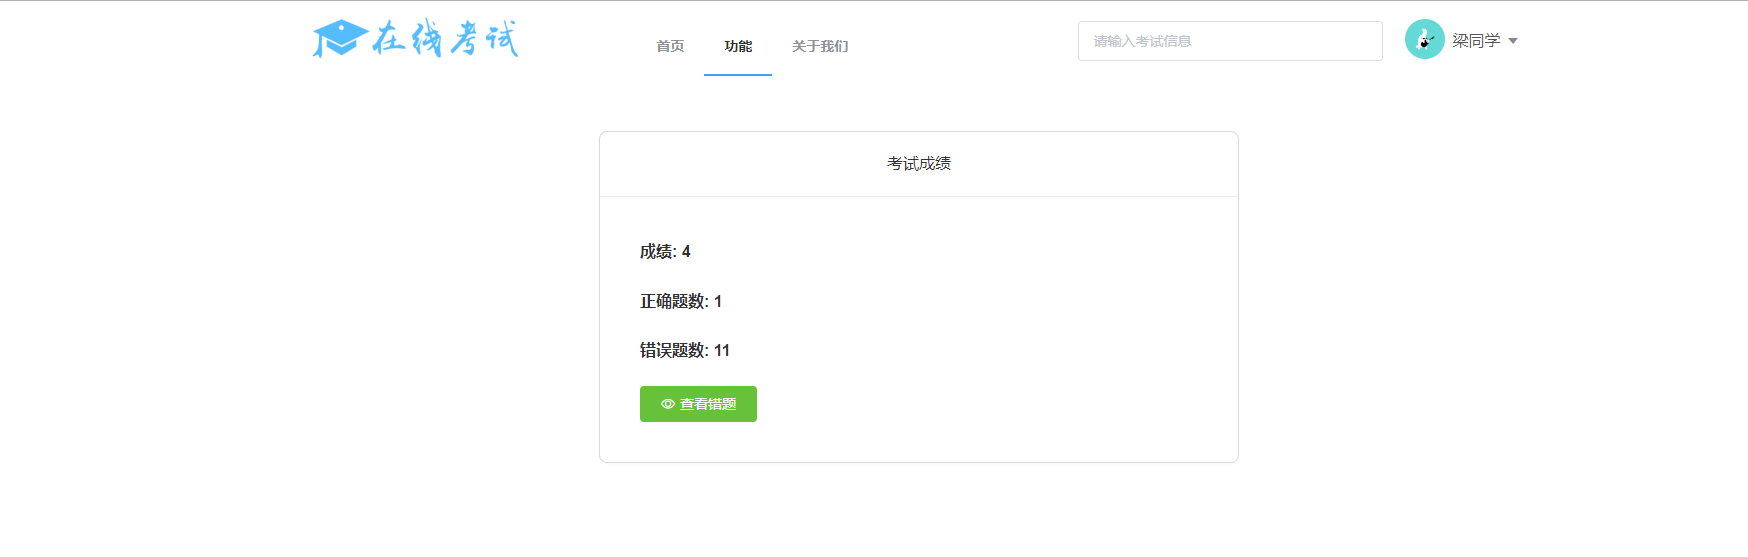 在线考试
首页 功能 关于我们
请输入考试信息
梁同学
考试成绩
成绩: 4
正确题数: 1
错误题数: 11
查看错题